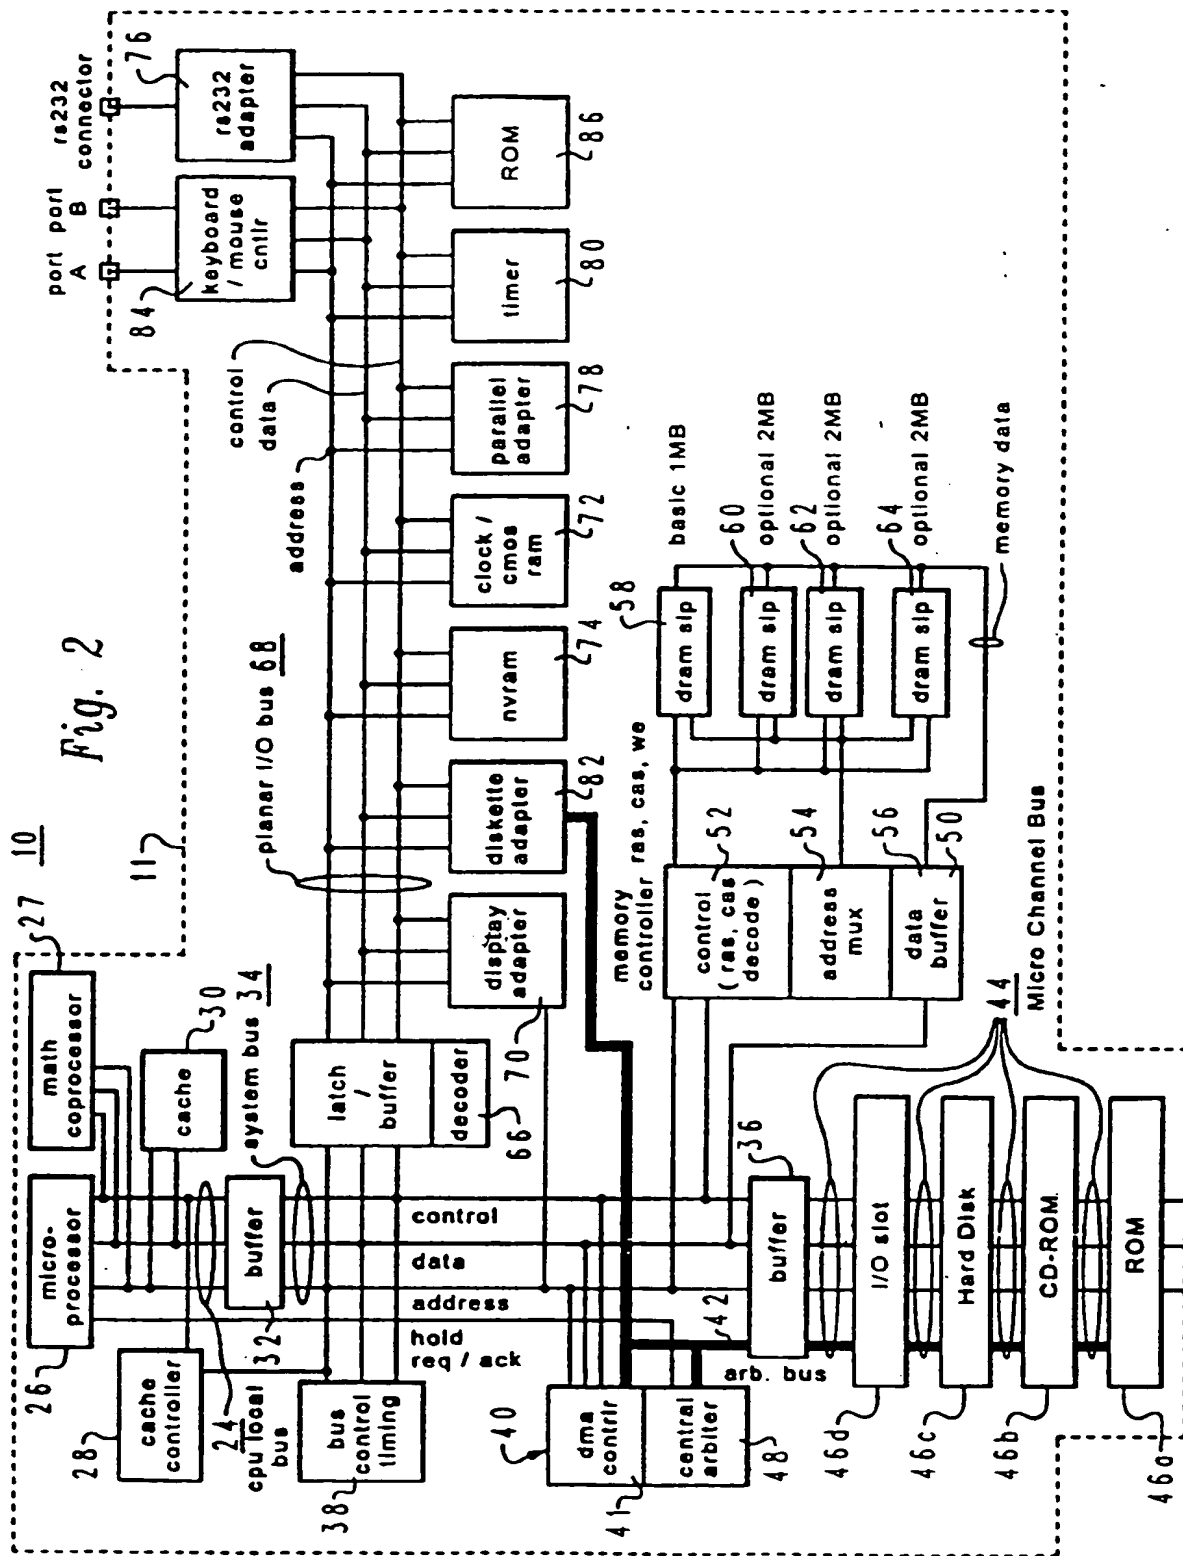 Fig. 2
10
11
26
micro-
processor
27
math
coprocessor
28
cache
controller
30
cache
24
cpu local
bus
32
buffer
system bus 34
38
bus
control
timing
control
data
address
hold
req / ack
latch
/
buffer
decoder
66
planar I/O bus 68
address
data
control
display
adapter
70
diskette
adapter
82
nvram
74
clock /
cmos
ram
72
parallel
adapter
78
timer
80
ROM
86
port
A
port
B
rs232
connector
84
keyboard
/ mouse
cntlr
rs232
adapter
76
40
dma
contrlr
41
central
arbiter
48
arb. bus
42
buffer
36
memory
controller
ras, cas, we
control
( ras, cas
decode )
52
address
mux
54
data
buffer
56
50
58
dram sip
basic 1MB
60
dram sip
optional 2MB
62
dram sip
optional 2MB
64
dram sip
optional 2MB
memory data
44
Micro Channel Bus
I/O slot
46d
Hard Disk
46c
CD-ROM
46b
ROM
46a